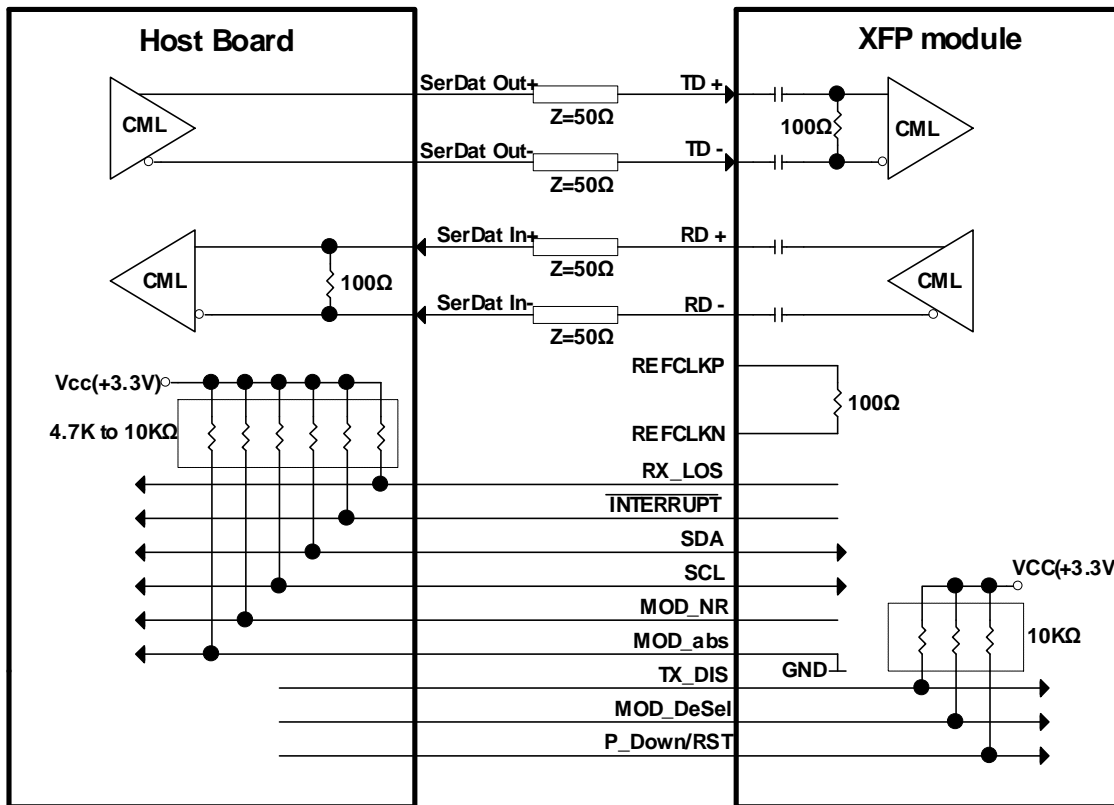 Host Board
XFP module
SerDat Out+
TD +
CML
Z=50Ω
100Ω
CML
SerDat Out-
TD -
Z=50Ω
SerDat In+
RD +
CML
100Ω
Z=50Ω
CML
SerDat In-
RD -
Z=50Ω
REFCLKP
Vcc(+3.3V)
100Ω
4.7K to 10KΩ
REFCLKN
RX_LOS
INTERRUPT
SDA
SCL
VCC(+3.3V
MOD_NR
10KΩ
MOD_abs
GND
TX_DIS
MOD_DeSel
P_Down/RST